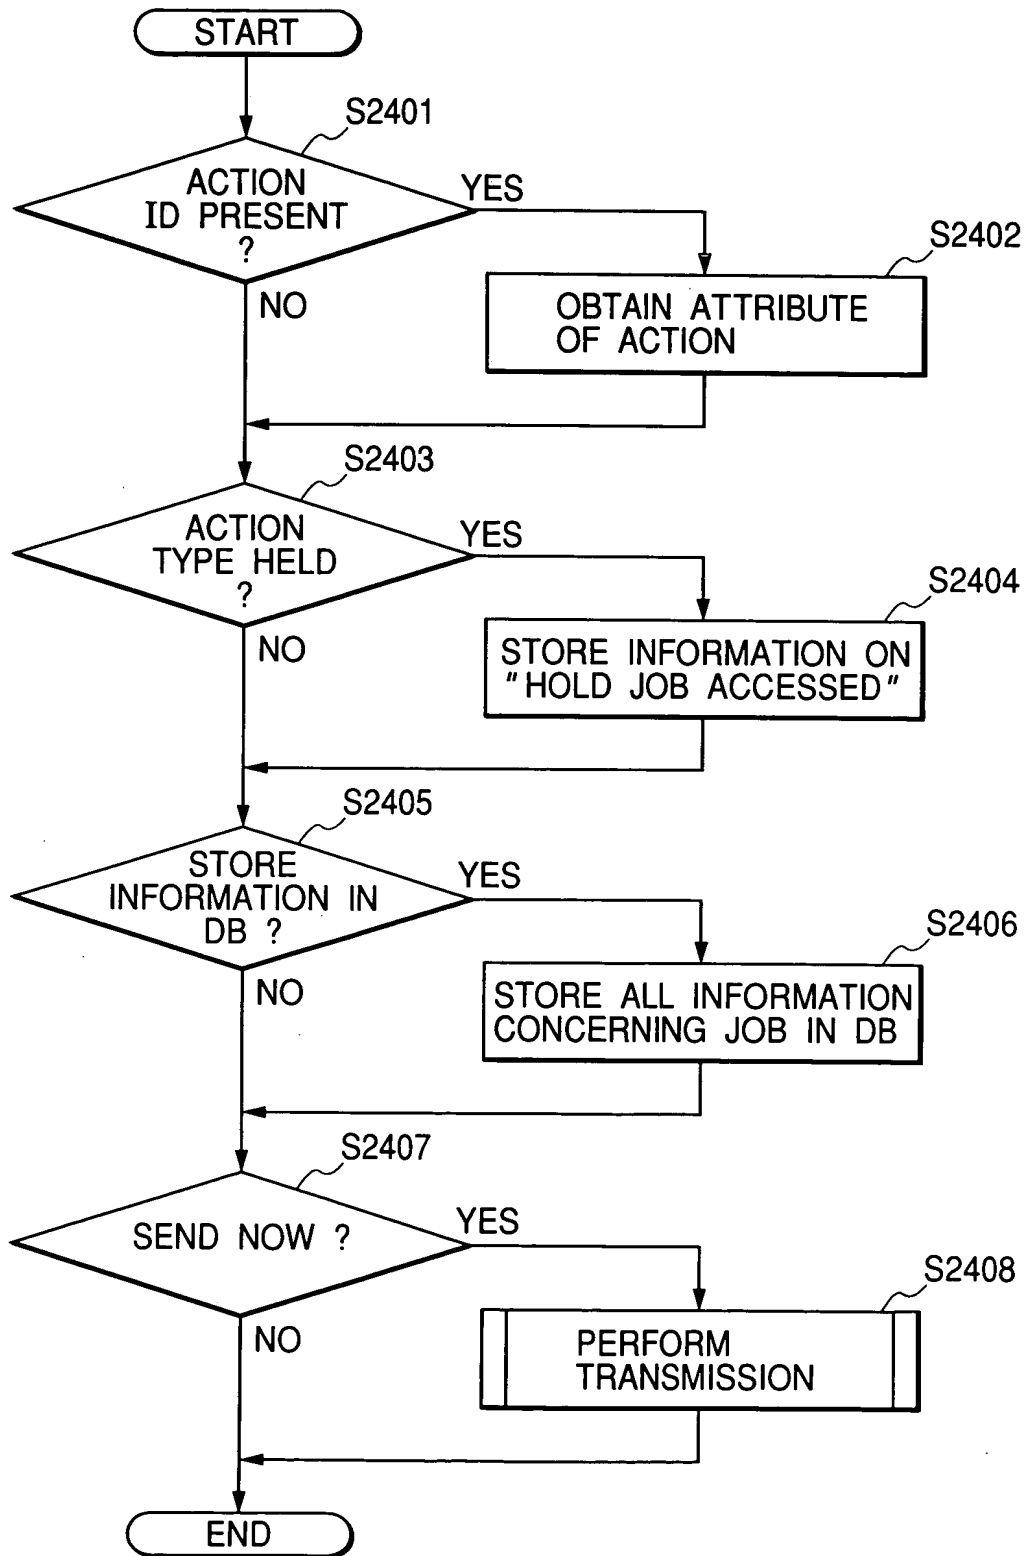 START
S2401
ACTION
ID PRESENT
?
YES
NO
S2402
OBTAIN ATTRIBUTE
OF ACTION
S2403
ACTION
TYPE HELD
?
YES
NO
S2404
STORE INFORMATION ON
"HOLD JOB ACCESSED"
S2405
STORE
INFORMATION IN
DB ?
YES
NO
S2406
STORE ALL INFORMATION
CONCERNING JOB IN DB
S2407
SEND NOW ?
YES
NO
S2408
PERFORM
TRANSMISSION
END